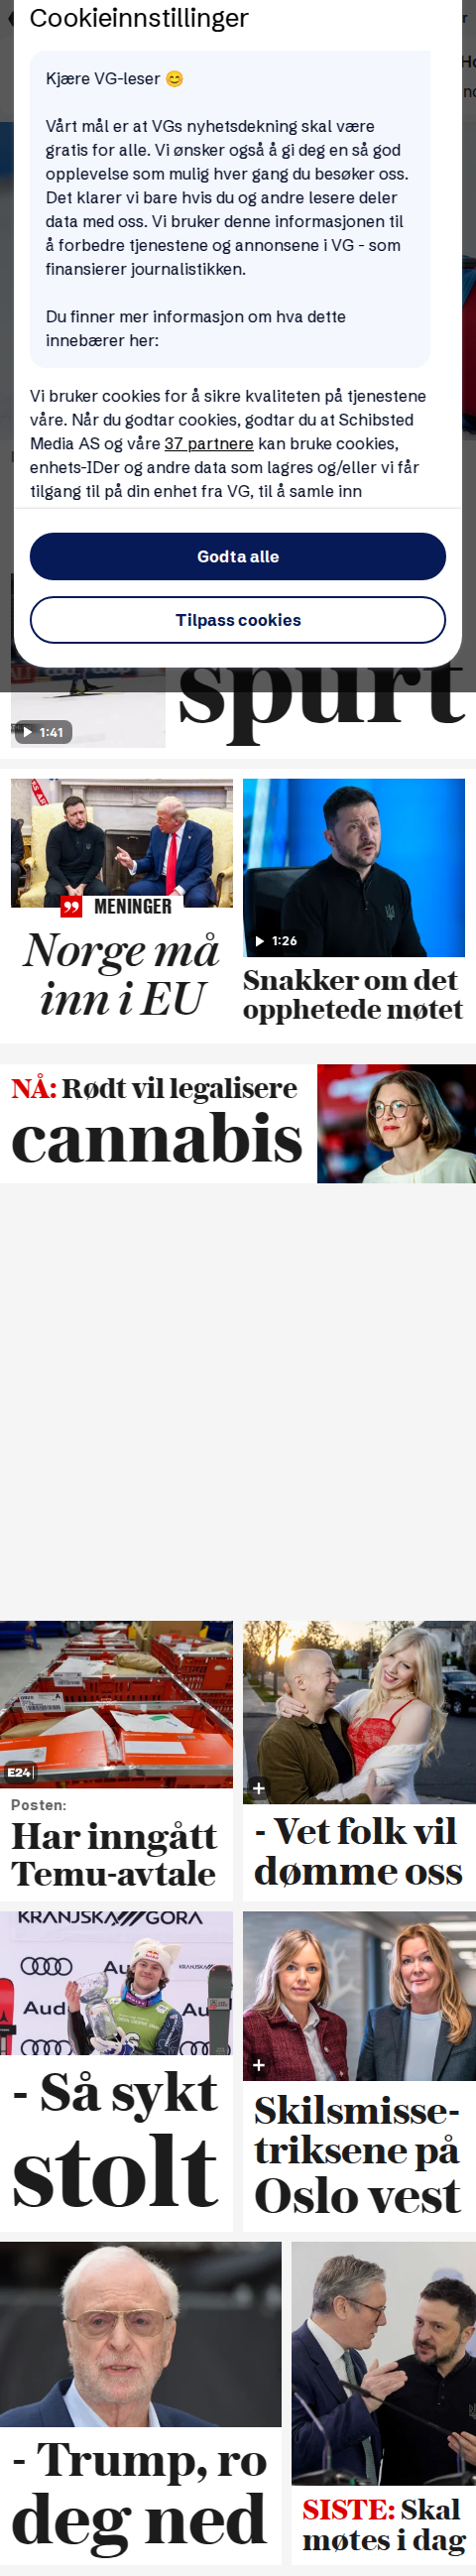 Cookieinnstillinger
Kjære VG-leser 😊
Vårt mål er at VGs nyhetsdekning skal være
gratis for alle. Vi ønsker også å gi deg en så god
opplevelse som mulig hver gang du besøker oss.
Det klarer vi bare hvis du og andre lesere deler
data med oss. Vi bruker denne informasjonen til
å forbedre tjenestene og annonsene i VG - som
finansierer journalistikken.
Du finner mer informasjon om hva dette
innebærer her:
Vi bruker cookies for å sikre kvaliteten på tjenestene
våre. Når du godtar cookies, godtar du at Schibsted
Media AS og våre 37 partnere kan bruke cookies,
enhets-IDer og andre data som lagres og/eller vi får
tilgang til på din enhet fra VG, til å samle inn
Godta alle
Tilpass cookies
spurt
1:41
MENINGER
Norge må
inn i EU
1:26
Snakker om det
opphetede møtet
NÅ: Rødt vil legalisere
cannabis
E24
Posten:
Har inngått
Temu-avtale
- Vet folk vil
dømme oss
KRANJSKA GORA
Audi
- Så sykt
stolt
Skilsmisse-
triksene på
Oslo vest
- Trump, ro
deg ned
SISTE: Skal
møtes i dag